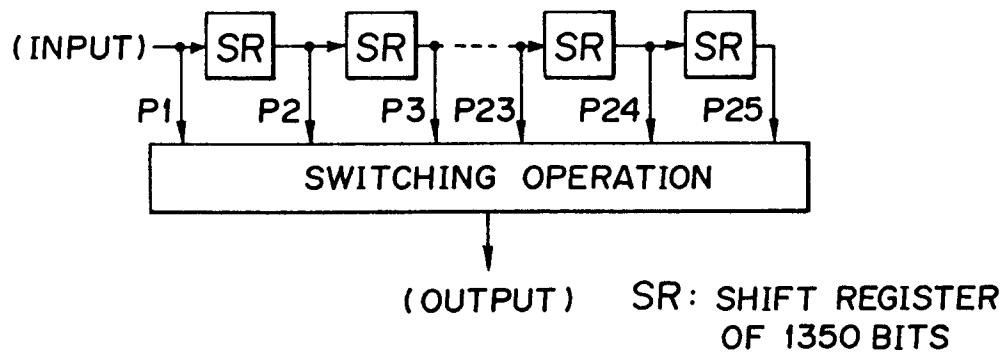 (INPUT) SR SR SR SR
P1 P2 P3 P23 P24 P25
SWITCHING OPERATION
(OUTPUT) SR: SHIFT REGISTER
OF 1350 BITS